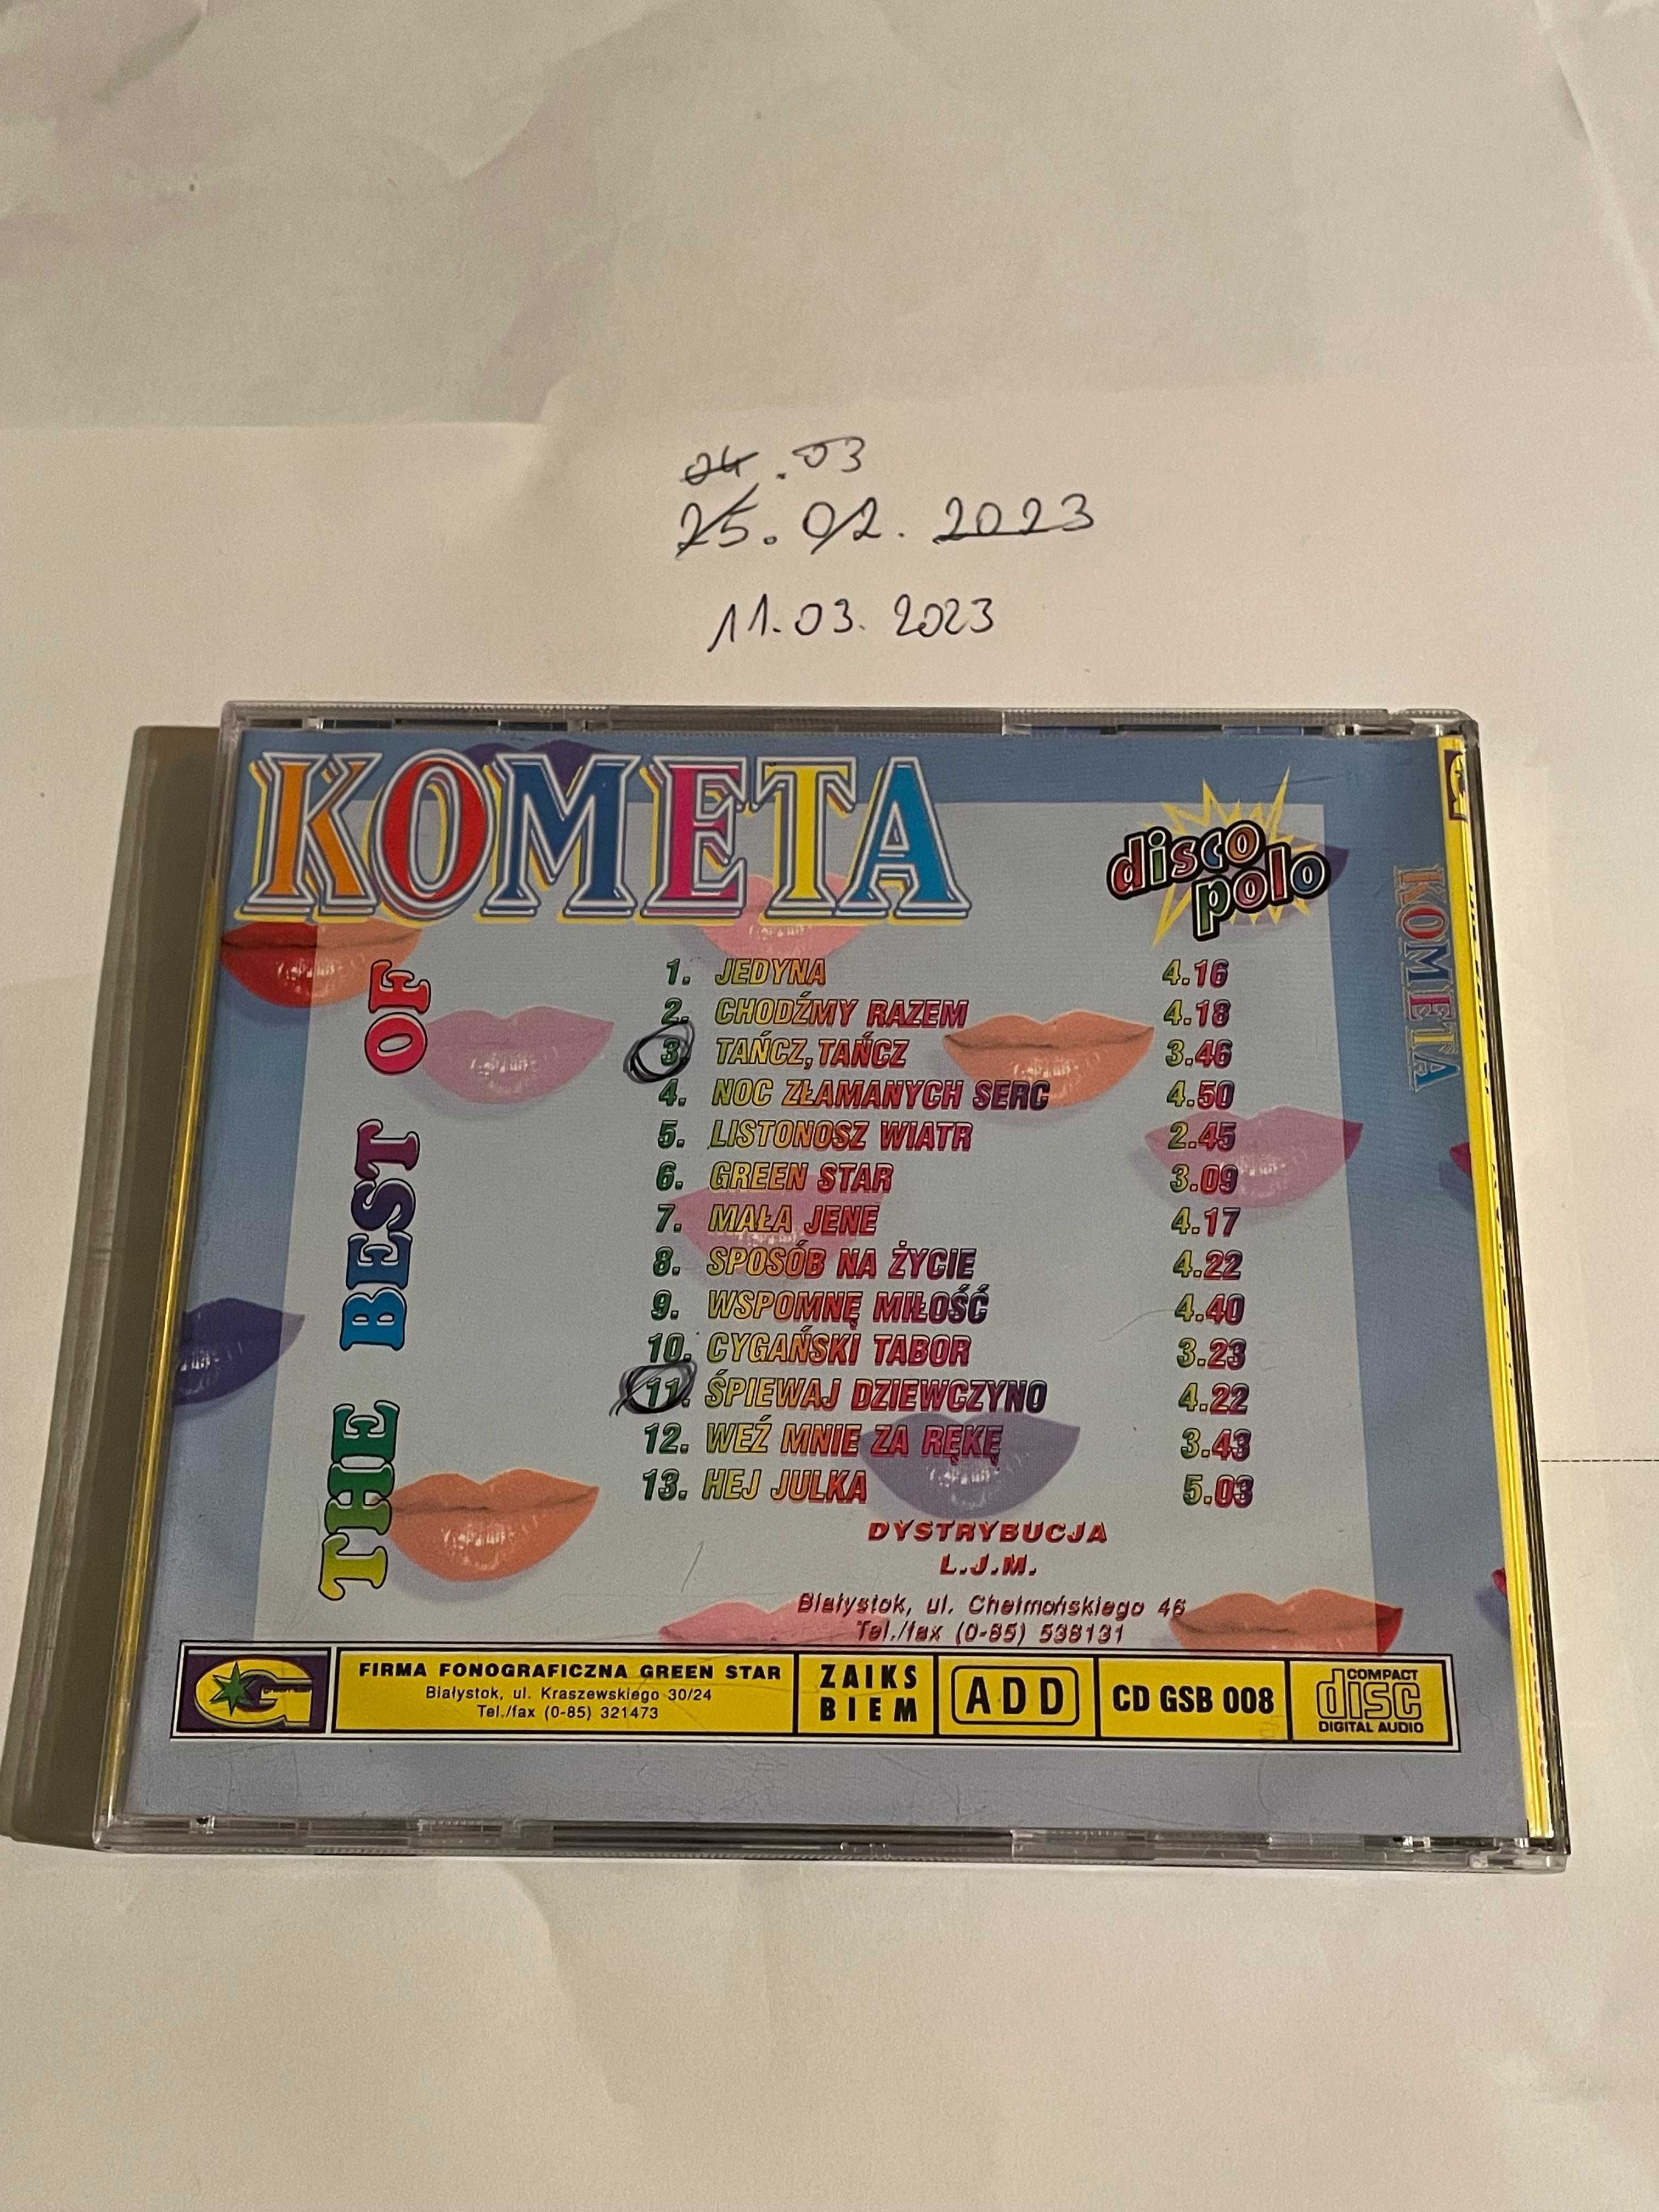 04.03
25.02.2023
11.03.2023
KOMETA
disco
polo
THE BEST OF
1. JEDYNA 4.16
2. CHODŹMY RAZEM 4.18
3. TAŃCZ, TAŃCZ 3.46
4. NOC ZŁAMANYCH SERC 4.50
5. LISTONOSZ WIATR 2.45
6. GREEN STAR 3.09
7. MAŁA JENE 4.17
8. SPOSÓB NA ŻYCIE 4.22
9. WSPOMNĘ MIŁOŚĆ 4.40
10. CYGAŃSKI TABOR 3.23
11. ŚPIEWAJ DZIEWCZYNO 4.22
12. WEŹ MNIE ZA RĘKĘ 3.43
13. HEJ JULKA 5.03
DYSTRYBUCJA
L.J.M.
Białystok, ul. Chełmońskiego 46
Tel./fax (0-85) 538131
FIRMA FONOGRAFICZNA GREEN STAR
Białystok, ul. Kraszewskiego 30/24
Tel./fax (0-85) 321473
ZAIKS
BIEM
ADD
CD GSB 008
COMPACT
disc
DIGITAL AUDIO
KOMETA